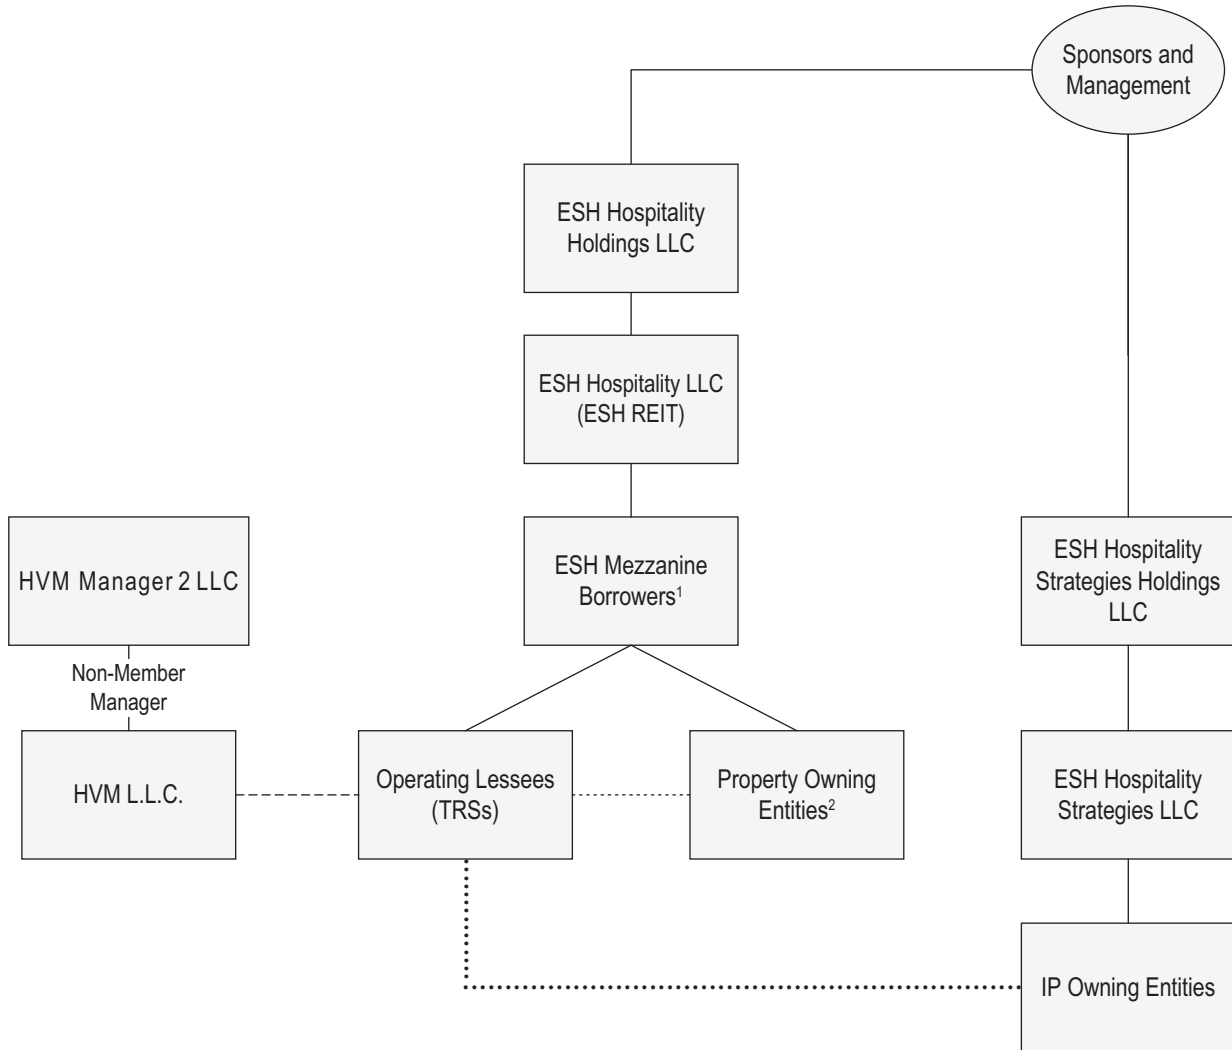 Sponsors and
Management
ESH Hospitality
Holdings LLC
ESH Hospitality LLC
(ESH REIT)
HVM Manager 2 LLC
ESH Mezzanine
Borrowers¹
ESH Hospitality
Strategies Holdings
LLC
Non-Member
Manager
HVM L.L.C.
Operating Lessees
(TRSs)
Property Owning
Entities²
ESH Hospitality
Strategies LLC
IP Owning Entities